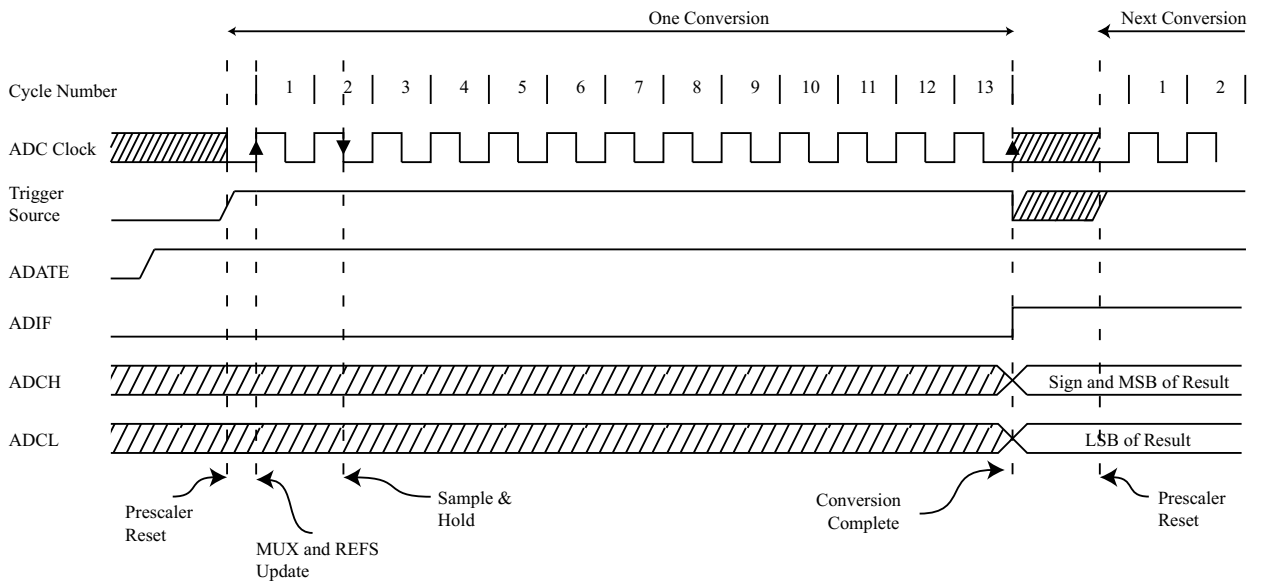 One Conversion
Next Conversion
Cycle Number
1 2 3 4 5 6 7 8 9 10 11 12 13 1 2
ADC Clock
Trigger
Source
ADATE
ADIF
ADCH
Sign and MSB of Result
ADCL
LSB of Result
Prescaler
Reset
MUX and REFS
Update
Sample &
Hold
Conversion
Complete
Prescaler
Reset